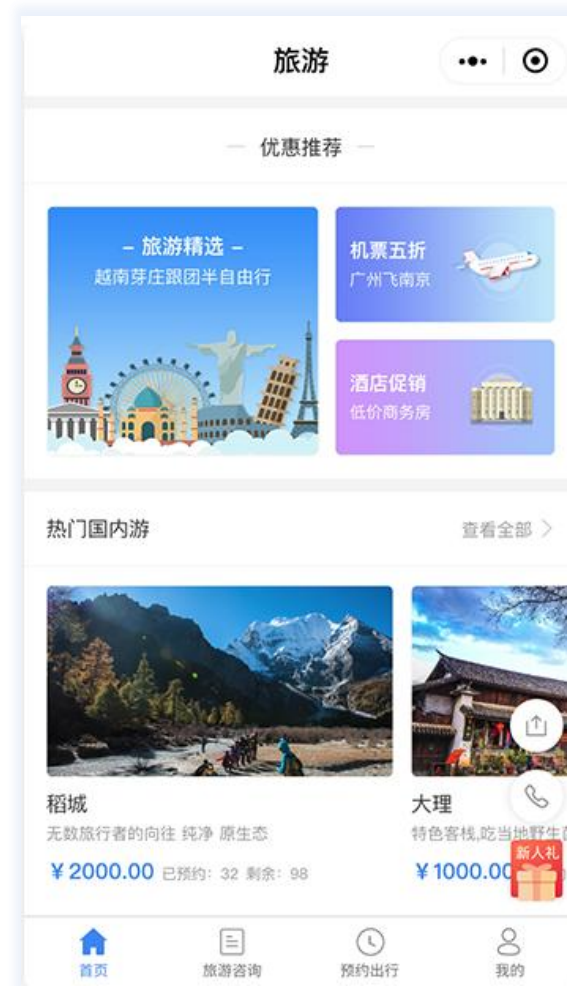 旅游
优惠推荐
– 旅游精选 –
越南芽庄跟团半自由行
机票五折
广州飞南京
酒店促销
低价商务房
热门国内游
查看全部
稻城
无数旅行者的向往 纯净 原生态
￥2000.00 已预约：32 剩余：98
大理
特色客栈,吃当地野生
￥1000.00
新人礼
首页
旅游咨询
预约出行
我的